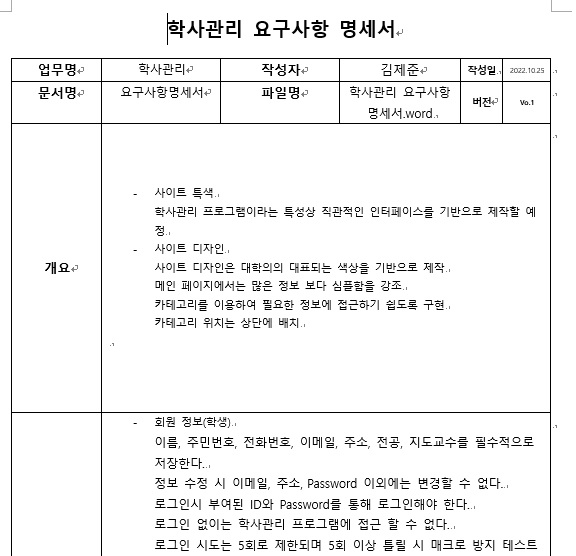 학사관리 요구사항 명세서
업무명 학사관리 작성자 김제준 작성일 2022.10.25
문서명 요구사항명세서 파일명 학사관리 요구사항 명세서.word 버전 Vo.1
개요
- 사이트 특색.
학사관리 프로그램이라는 특성상 직관적인 인터페이스를 기반으로 제작할 예
정.
- 사이트 디자인.
사이트 디자인은 대학의의 대표되는 색상을 기반으로 제작.
메인 페이지에서는 많은 정보 보다 심플함을 강조.
카테고리를 이용하여 필요한 정보에 접근하기 쉽도록 구현.
카테고리 위치는 상단에 배치.
- 회원 정보(학생).
이름, 주민번호, 전화번호, 이메일, 주소, 전공, 지도교수를 필수적으로
저장한다.
정보 수정 시 이메일, 주소, Password 이외에는 변경할 수 없다.
로그인시 부여된 ID와 Password를 통해 로그인해야 한다.
로그인 없이는 학사관리 프로그램에 접근 할 수 없다.
로그인 시도는 5회로 제한되며 5회 이상 틀릴 시 매크로 방지 테스트